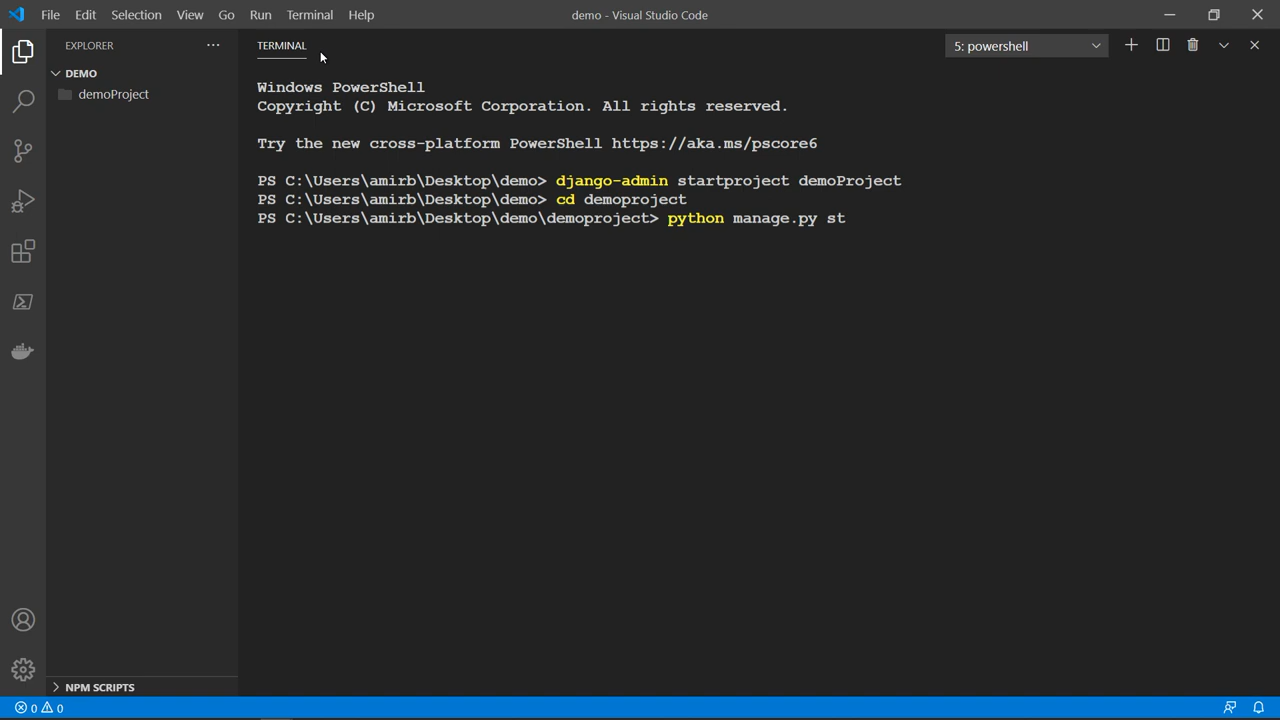 File Edit Selection View Go Run Terminal Help
demo - Visual Studio Code
EXPLORER
TERMINAL
5: powershell
DEMO
demoProject
Windows PowerShell
Copyright (C) Microsoft Corporation. All rights reserved.
Try the new cross-platform PowerShell https://aka.ms/pscore6
PS C:\Users\amirb\Desktop\demo> django-admin startproject demoProject
PS C:\Users\amirb\Desktop\demo> cd demoproject
PS C:\Users\amirb\Desktop\demo\demoproject> python manage.py st
NPM SCRIPTS
0 0